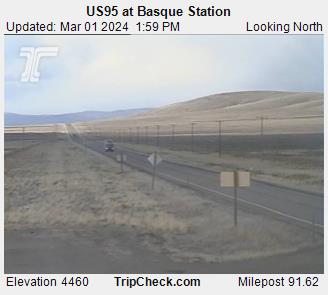 US95 at Basque Station
Updated: Mar 01 2024 1:59 PM Looking North
Elevation 4460 TripCheck.com Milepost 91.62